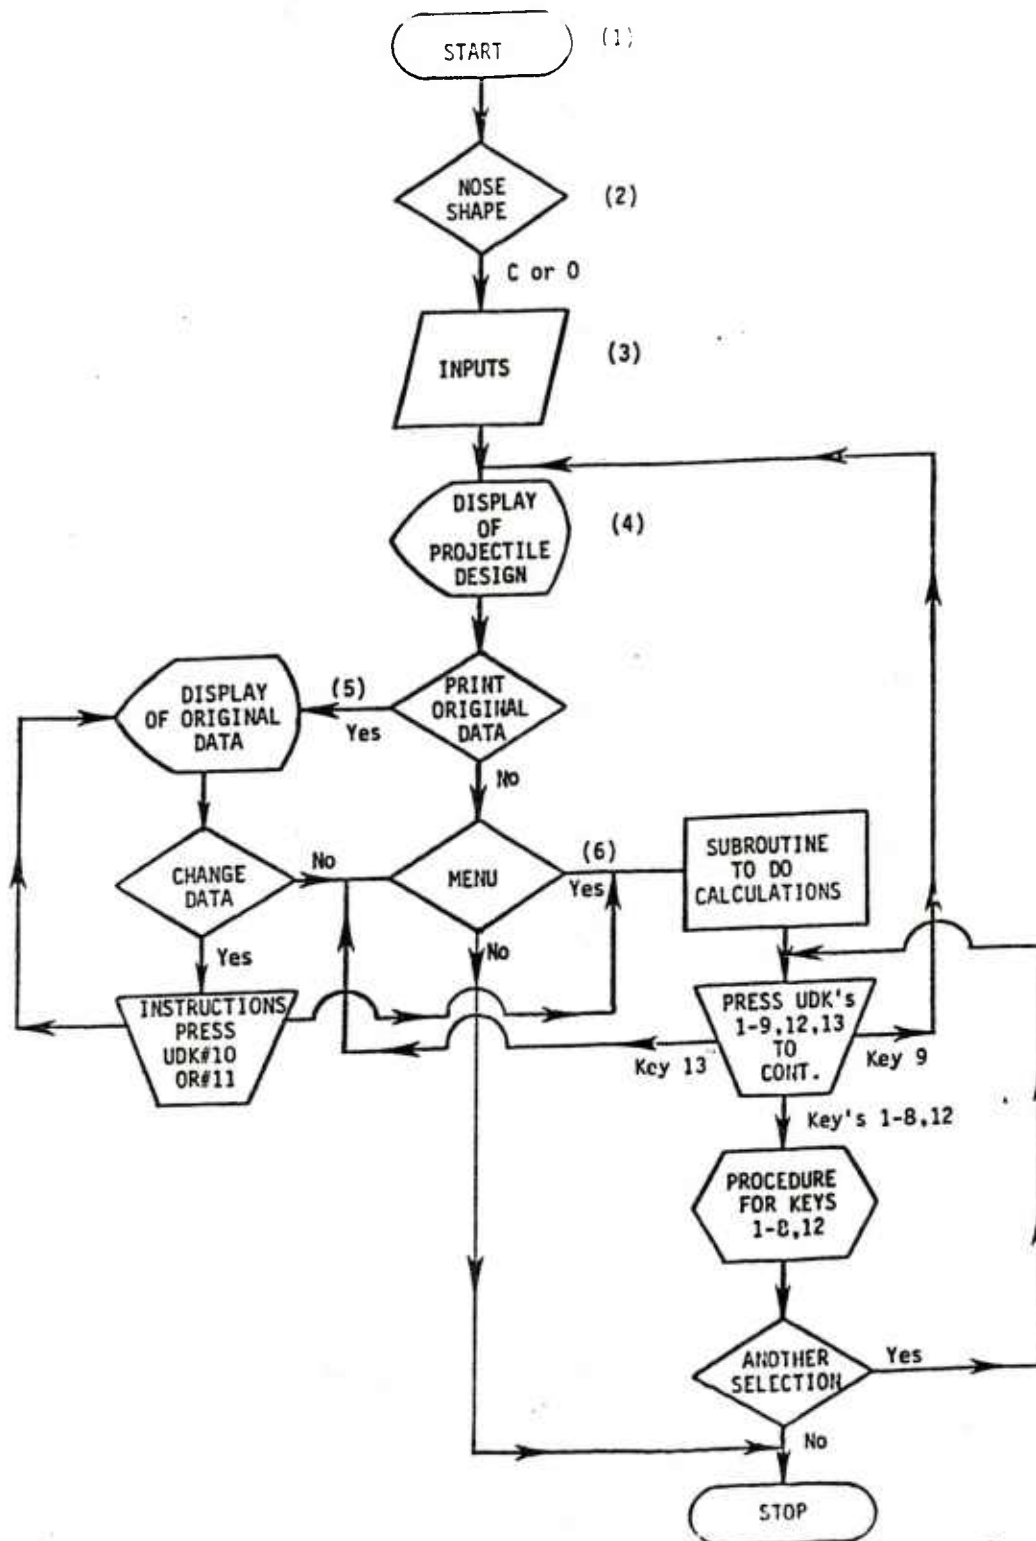 START
(1)
NOSE
SHAPE
(2)
C or O
INPUTS
(3)
DISPLAY
OF
PROJECTILE
DESIGN
(4)
PRINT
ORIGINAL
DATA
(5)
Yes
No
DISPLAY
OF ORIGINAL
DATA
CHANGE
DATA
No
Yes
MENU
(6)
Yes
No
SUBROUTINE
TO DO
CALCULATIONS
INSTRUCTIONS
PRESS
UDK#10
OR#11
PRESS UDK's
1-9,12,13
TO
CONT.
Key 13
Key 9
Key's 1-8,12
PROCEDURE
FOR KEYS
1-8,12
ANOTHER
SELECTION
Yes
No
STOP